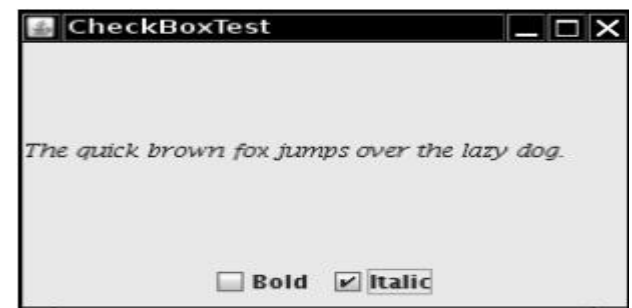 CheckBoxTest
The quick brown fox jumps over the lazy dog.
Bold Italic